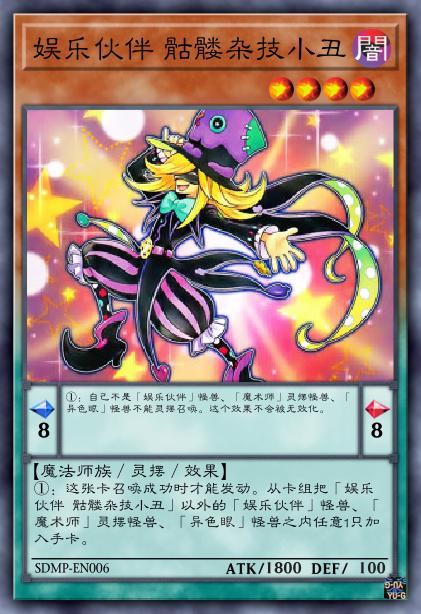 娱乐伙伴 骷髅杂技小丑 闇
①：自己不是「娱乐伙伴」怪兽、「魔术师」灵摆怪兽、「
异色眼」怪兽不能灵摆召唤。这个效果不会被无效化。
8 8
【魔法师族／灵摆／效果】
①：这张卡召唤成功时才能发动。从卡组把「娱乐
伙伴 骷髅杂技小丑」以外的「娱乐伙伴」怪兽、「
魔术师」灵摆怪兽、「异色眼」怪兽之内任意1只加
入手卡。
SDMP-EN006 ATK/1800 DEF/ 100